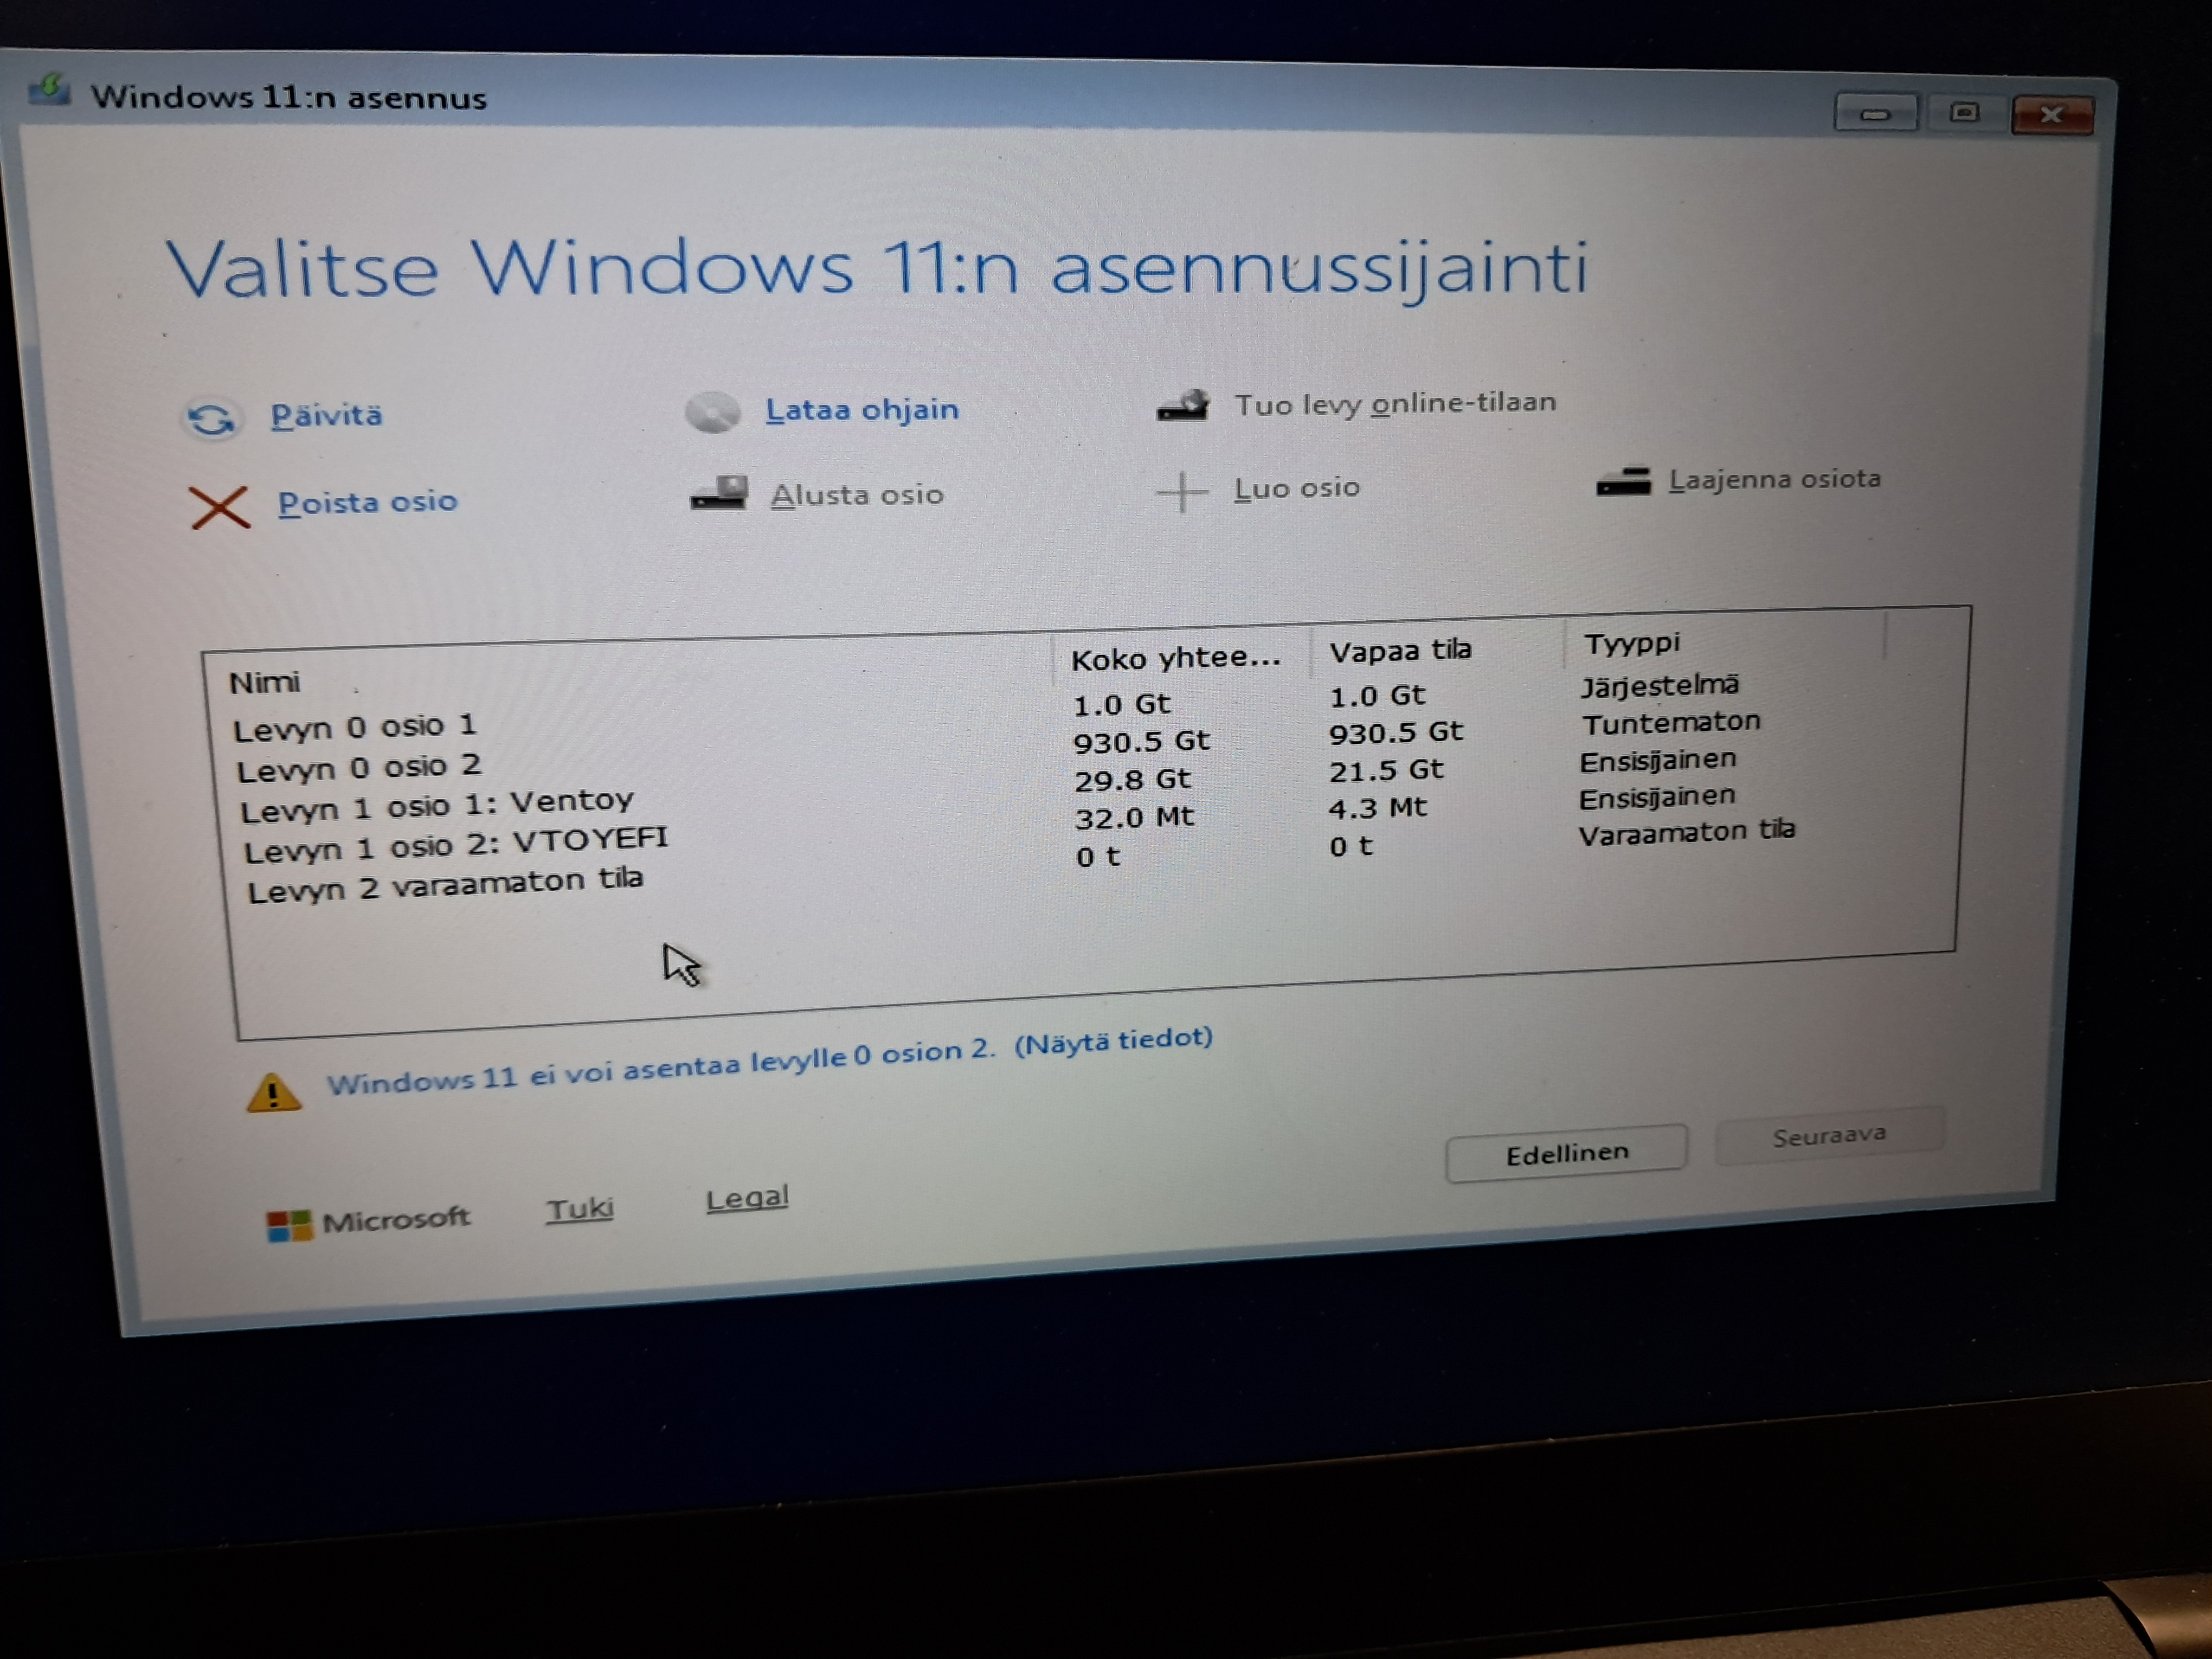 Windows 11:n asennus
Valitse Windows 11:n asennussijainti
Päivitä Lataa ohjain Tuo levy online-tilaan
Poista osio Alusta osio Luo osio Laajenna osiota
Nimi Koko yhtee... Vapaa tila Tyyppi
Levyn 0 osio 1 1.0 Gt 1.0 Gt Järjestelmä
Levyn 0 osio 2 930.5 Gt 930.5 Gt Tuntematon
Levyn 1 osio 1: Ventoy 29.8 Gt 21.5 Gt Ensisijainen
Levyn 1 osio 2: VTOYEFI 32.0 Mt 4.3 Mt Ensisijainen
Levyn 2 varaamaton tila 0 t 0 t Varaamaton tila
Windows 11 ei voi asentaa levylle 0 osion 2. (Näytä tiedot)
Edellinen Seuraava
Microsoft Tuki Legal